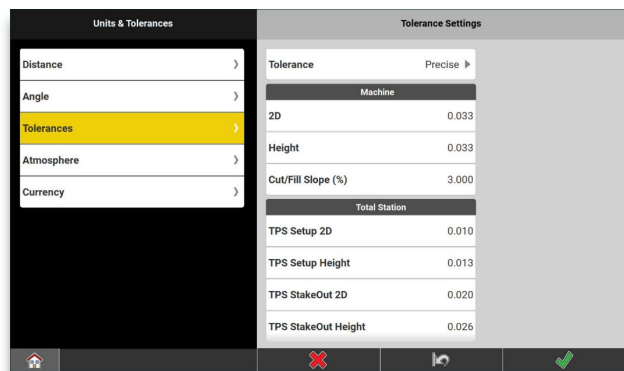 Units & Tolerances
Distance
Angle
Tolerances
Atmosphere
Currency
Tolerance Settings
Tolerance Precise
Machine
2D 0.033
Height 0.033
Cut/Fill Slope (%) 3.000
Total Station
TPS Setup 2D 0.010
TPS Setup Height 0.013
TPS StakeOut 2D 0.020
TPS StakeOut Height 0.026